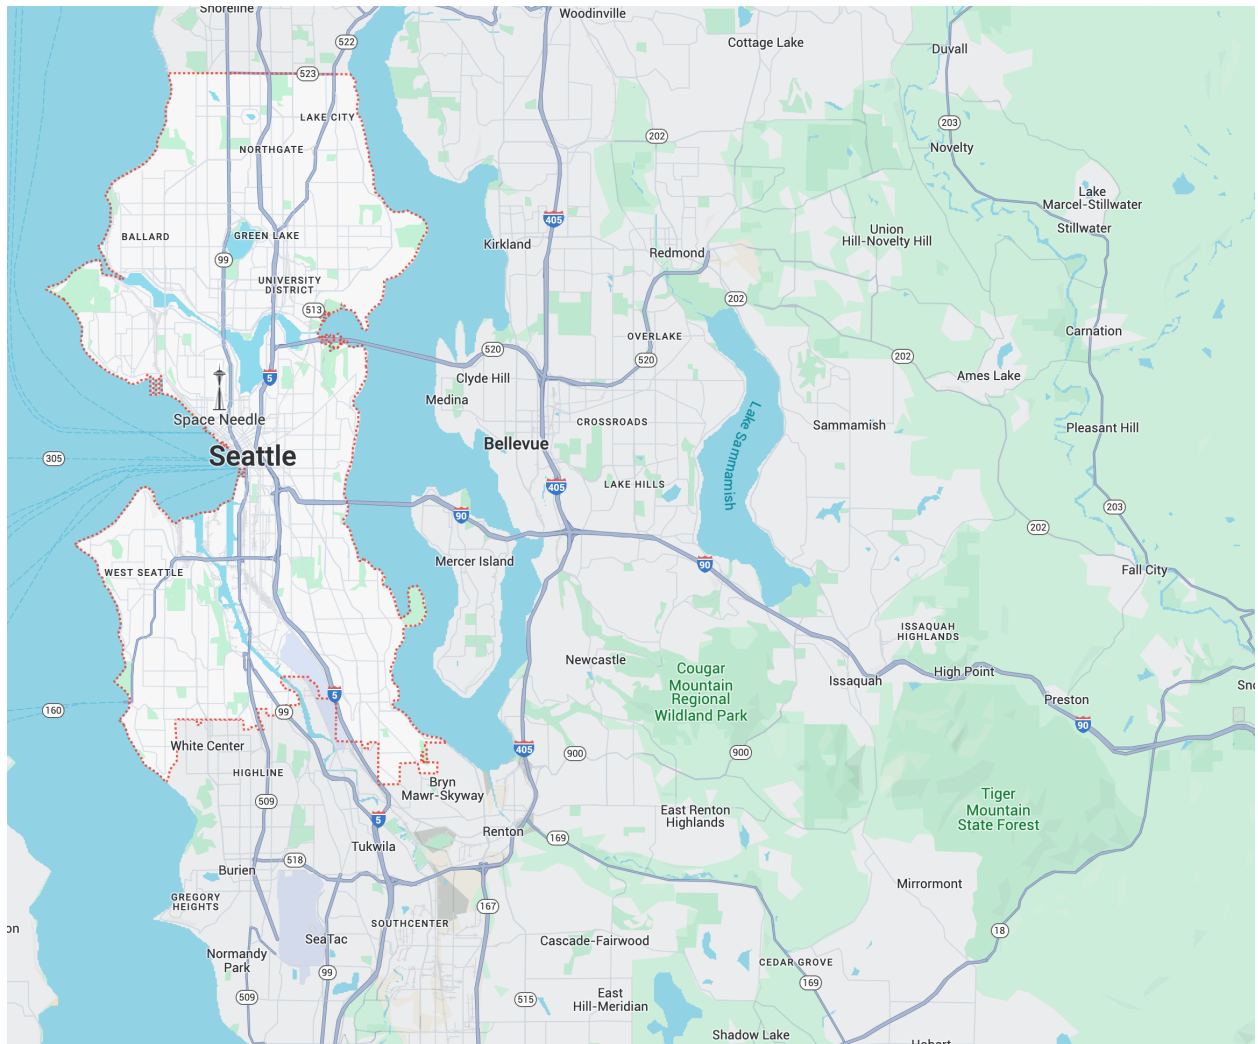 Shoreline
Woodinville
522
Cottage Lake
Duvall
523
LAKE CITY
203
202
NORTHGATE
Novelty
Lake
Marcel-Stillwater
405
Stillwater
BALLARD
GREEN LAKE
Kirkland
Union
Hill-Novelty Hill
Redmond
99
UNIVERSITY
DISTRICT
202
513
OVERLAKE
Carnation
520
520
202
5
Clyde Hill
Ames Lake
Medina
Space Needle
CROSSROADS
Sammamish
Pleasant Hill
Bellevue
Lake Sammamish
305
Seattle
405
LAKE HILLS
203
90
202
Mercer Island
90
WEST SEATTLE
Fall City
ISSAQUAH
HIGHLANDS
Newcastle
Cougar
Mountain
Regional
Wildland Park
High Point
Issaquah
Sno
5
Preston
160
99
90
White Center
405
900
900
HIGHLINE
Bryn
Mawr-Skyway
509
Tiger
Mountain
State Forest
5
East Renton
Highlands
Renton
169
Tukwila
518
Burien
Mirrormont
GREGORY
HEIGHTS
167
SOUTHCENTER
on
18
SeaTac
Cascade-Fairwood
Normandy
Park
CEDAR GROVE
99
169
509
515
East
Hill-Meridian
Shadow Lake
Hobart